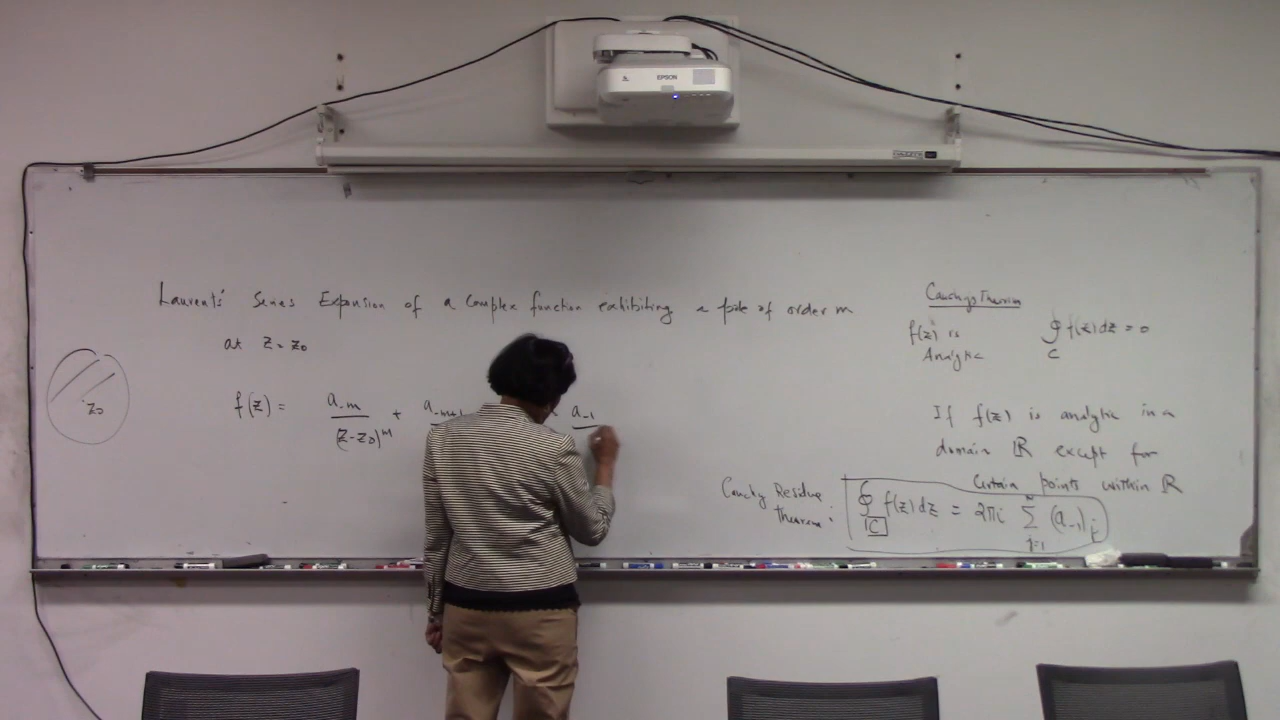 EPSON
Laurents' Series Expansion of a Complex function exhibiting a pole of order m
at z = z₀
z₀
f(z) = a₋ₘ/(z-z₀)ᵐ + a₋ₘ₊₁ a₋₁
Cauchy's Theorem
f(z) is
Analytic
∮ f(z)dz = 0
C
If f(z) is analytic in a
domain ℝ except for
Certain points within ℝ
Cauchy Residue
theorem:
∮ f(z)dz = 2πi Σ (a₋₁)ⱼ
C j=1